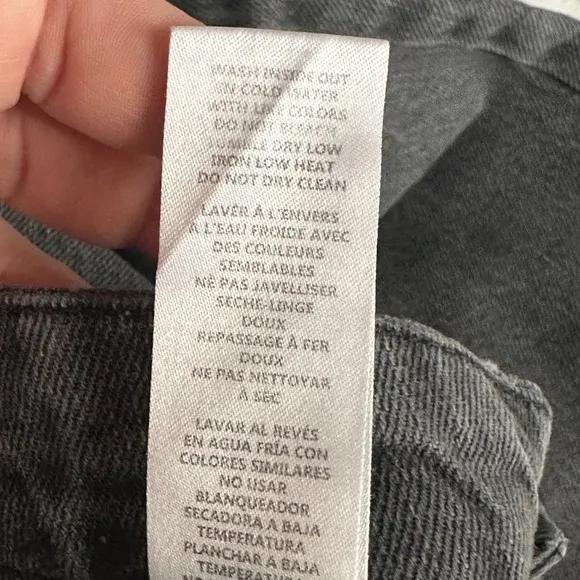 WASH INSIDE OUT
IN COLD WATER
WITH LIKE COLORS
DO NOT BLEACH
TUMBLE DRY LOW
IRON LOW HEAT
DO NOT DRY CLEAN
LAVER À L'ENVERS
À L'EAU FROIDE AVEC
DES COULEURS
SEMBLABLES
NE PAS JAVELLISER
SECHE-LINGE
DOUX
REPASSAGE À FER
DOUX
NE PAS NETTOYAR
À SEC
LAVAR AL REVÉS
EN AGUA FRÍA CON
COLORES SIMILARES
NO USAR
BLANQUEADOR
SECADORA A BAJA
TEMPERATURA
PLANCHAR A BAJA
TEMPERATURA